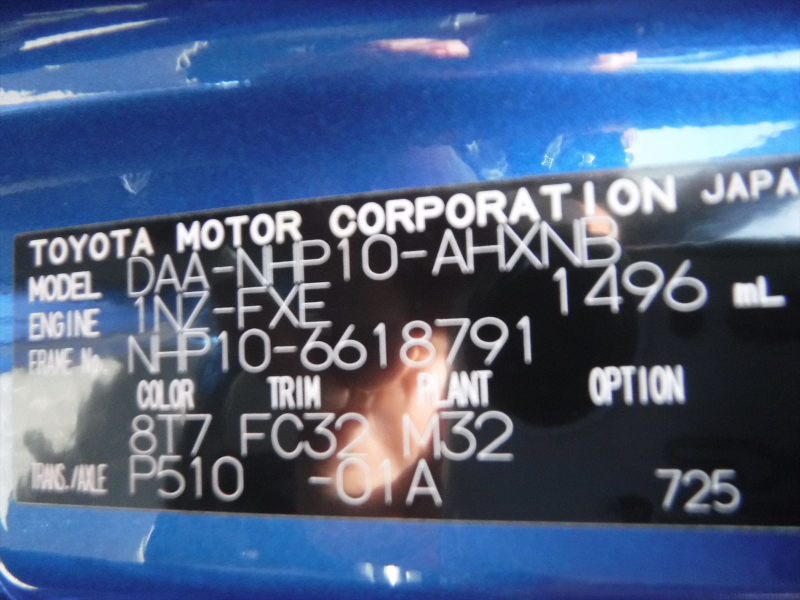 TOYOTA MOTOR CORPORATION JAPA
MODEL DAA-NHP10-AHXNB
ENGINE 1NZ-FXE 1496 mL
FRAME No. NHP10-6618791
COLOR TRIM PLANT OPTION
8T7 FC32 M32
TRANS./AXLE P510 -01A 725